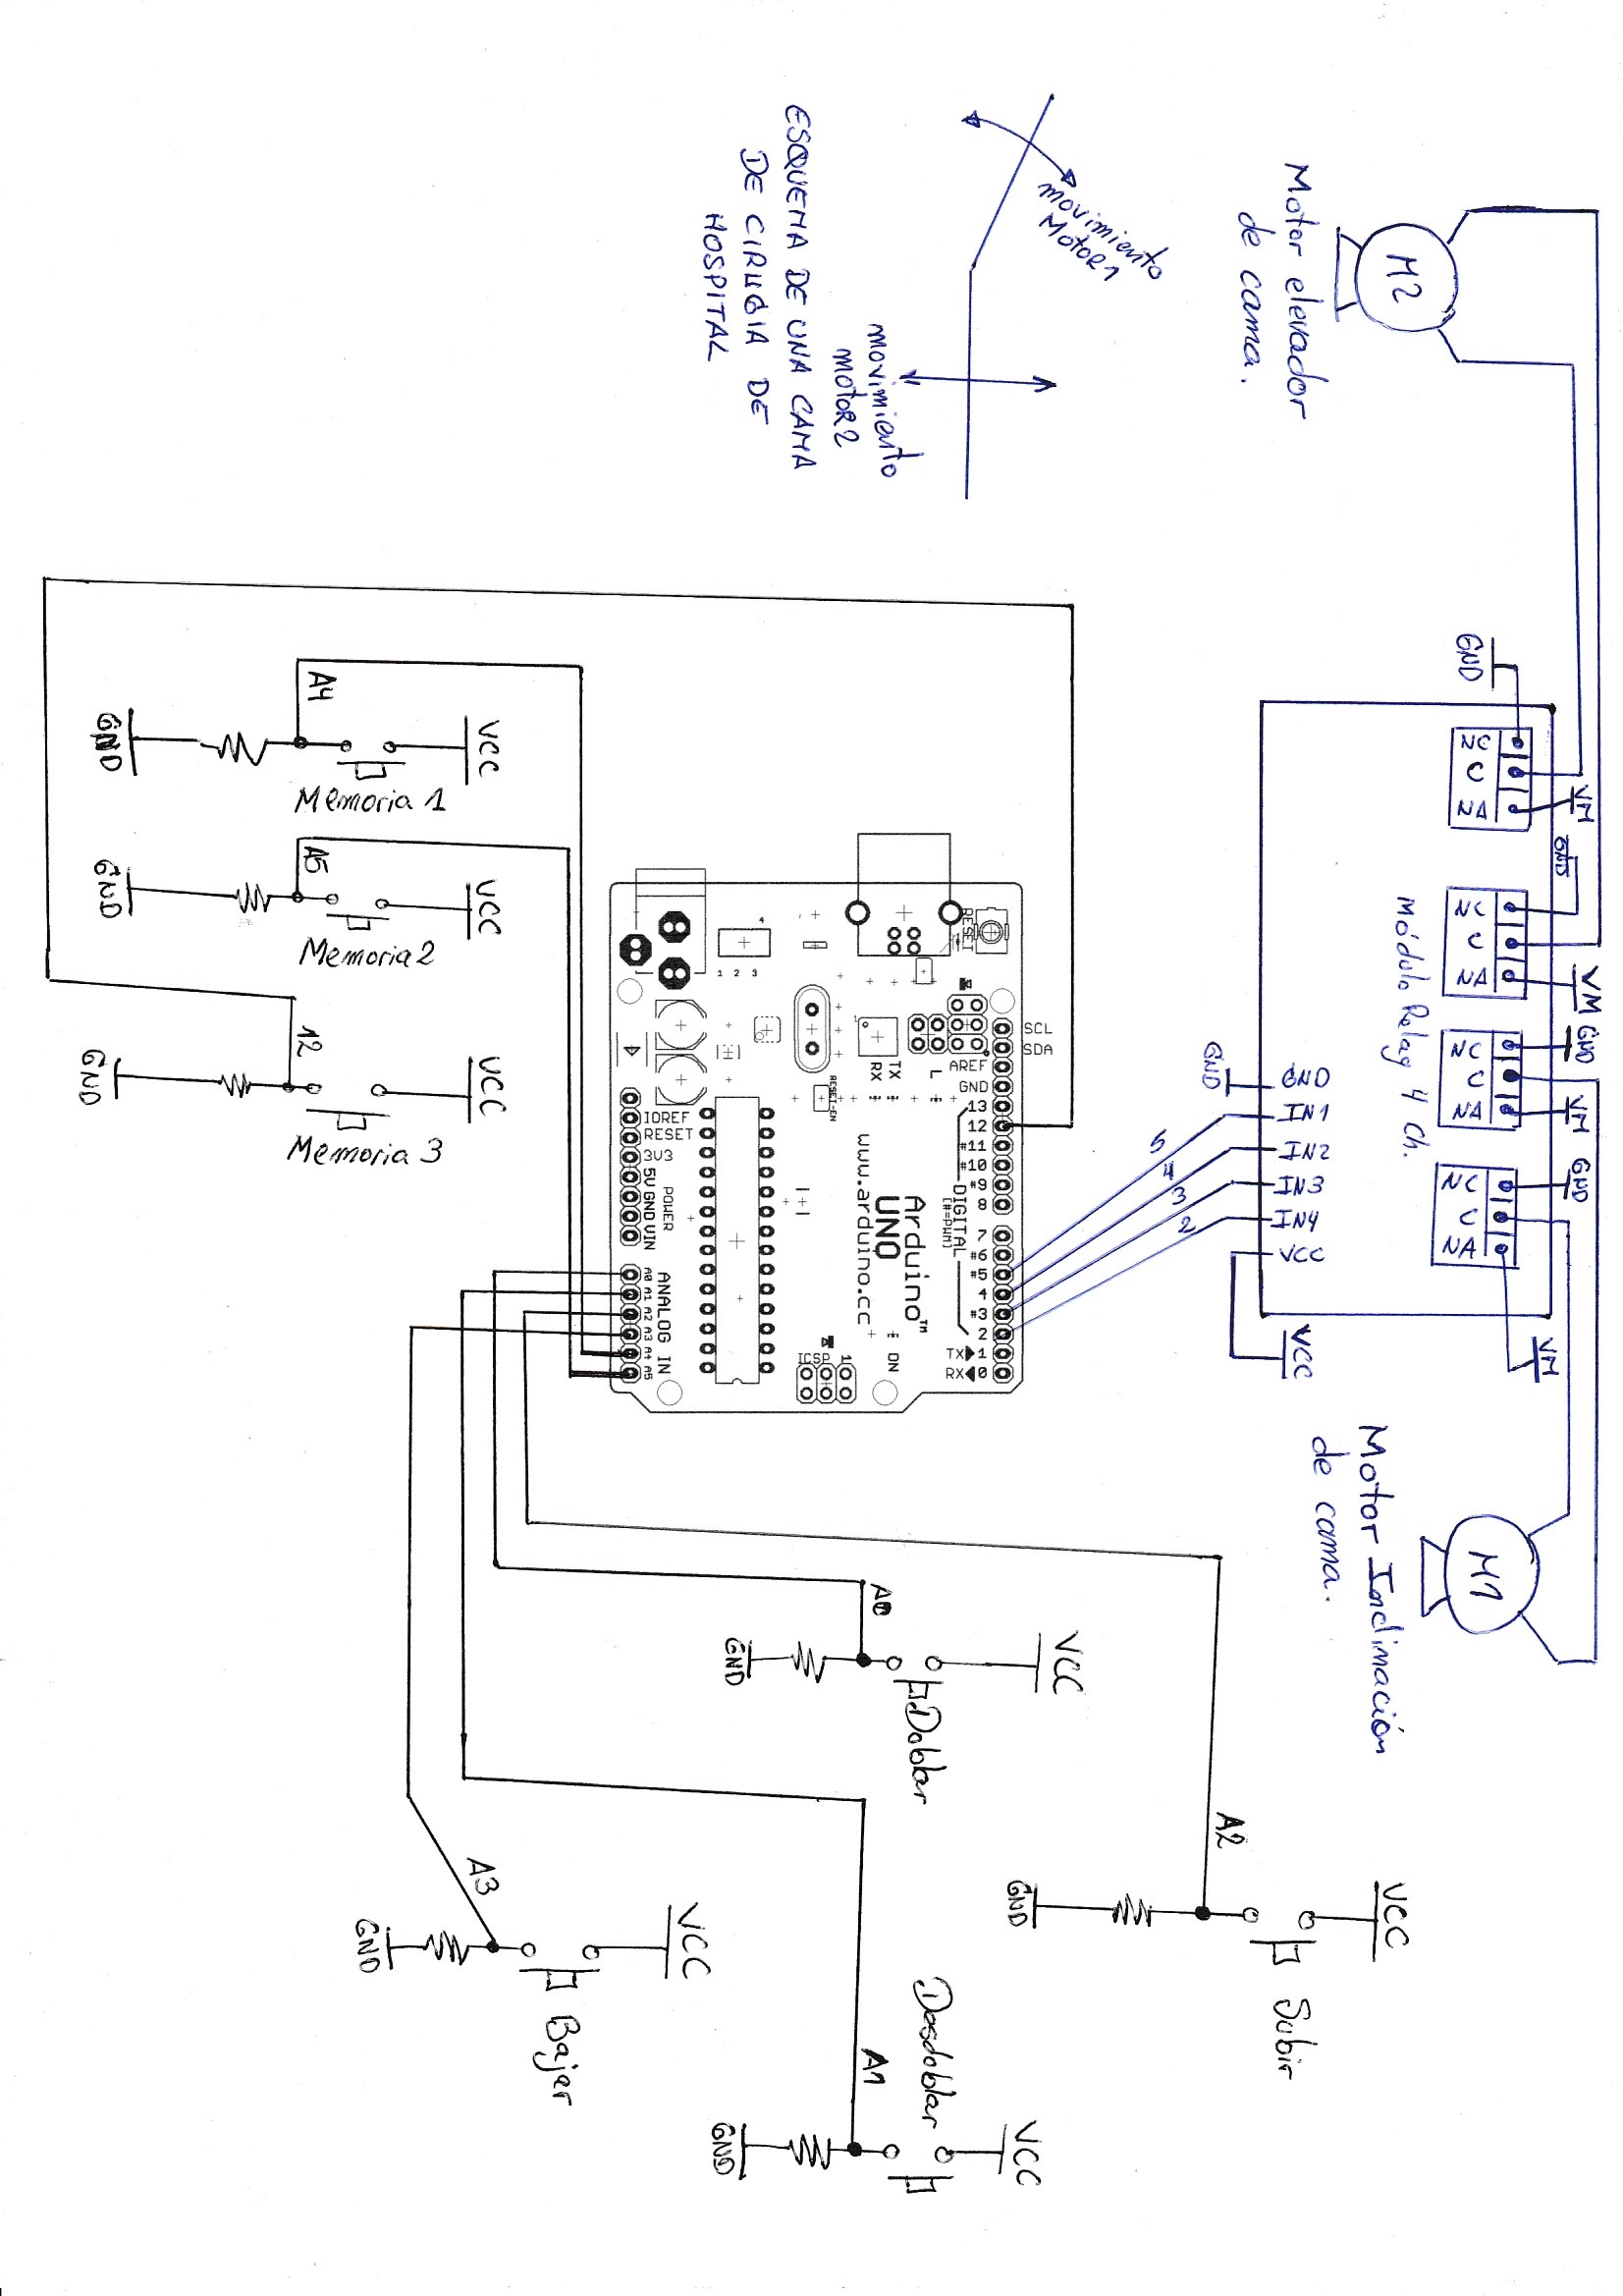 VM
GND
VM
GND
VM
GND
VM
GND
NC C NA
NC C NA
NC C NA
NC C NA
Módulo Relay 4 Ch.
M2
Motor elevador
de cama.
M1
Motor Inclinación
de cama.
GND IN1 IN2 IN3 IN4 VCC
VCC
GND
5 4 3 2
VCC
Subir
A2
GND
movimiento
Motor1
movimiento
motor2
ESQUEMA DE UNA CAMA
DE CIRUGIA DE
HOSPITAL
VCC
Doblar
A0
GND
VCC
Desdoblar
A1
GND
SCL
SDA
RESET
AREF
GND
13
12
#11
#10
#9
8
7
#6
#5
4
#3
2
TX 1
RX 0
DIGITAL
[#=PWM]
L
TX
RX
Arduino™
UNO
www.arduino.cc
ON
RESET-EN
1
ICSP
4
1 2 3
IOREF
RESET
3V3
POWER
5V GND VIN
ANALOG IN
A0 A1 A2 A3 A4 A5
VCC
Bajar
A3
GND
VCC
Memoria 1
A4
GND
VCC
Memoria 2
A5
GND
VCC
Memoria 3
12
GND